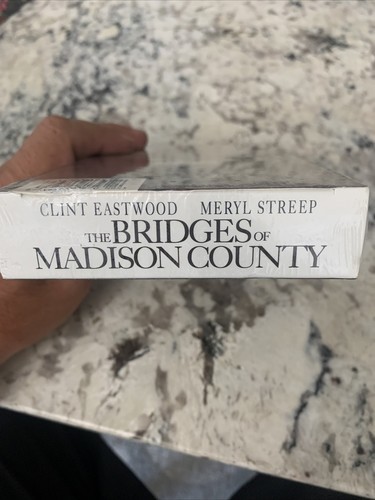 CLINT EASTWOOD MERYL STREEP
THE BRIDGES OF
MADISON COUNTY